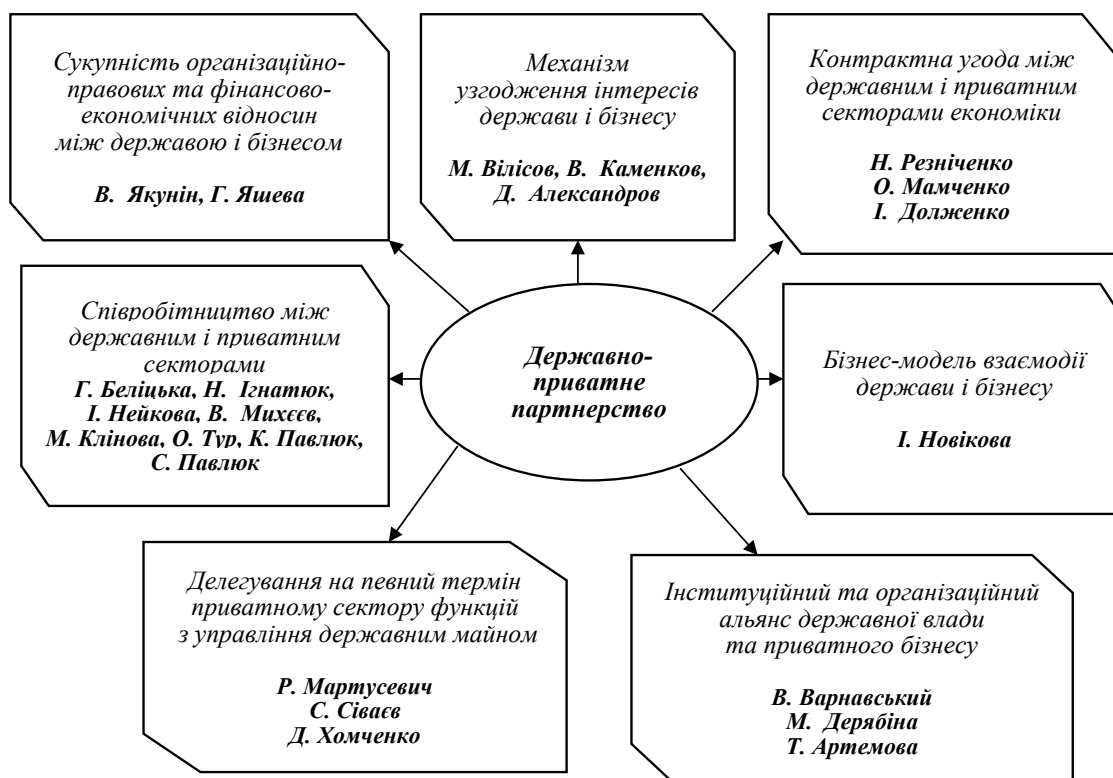 Сукупність організаційно-
правових та фінансово-
економічних відносин
між державою і бізнесом
В. Якунін, Г. Яшева
Механізм
узгодження інтересів
держави і бізнесу
М. Вілісов, В. Каменков,
Д. Александров
Контрактна угода між
державним і приватним
секторами економіки
Н. Резніченко
О. Мамченко
І. Долженко
Співробітництво між
державним і приватним
секторами
Г. Беліцька, Н. Ігнатюк,
І. Нейкова, В. Михєєв,
М. Клінова, О. Тур, К. Павлюк,
С. Павлюк
Державно-
приватне
партнерство
Бізнес-модель взаємодії
держави і бізнесу
І. Новікова
Делегування на певний термін
приватному сектору функцій
з управління державним майном
Р. Мартусевич
С. Сіваєв
Д. Хомченко
Інституційний та організаційний
альянс державної влади
та приватного бізнесу
В. Варнавський
М. Дерябіна
Т. Артемова